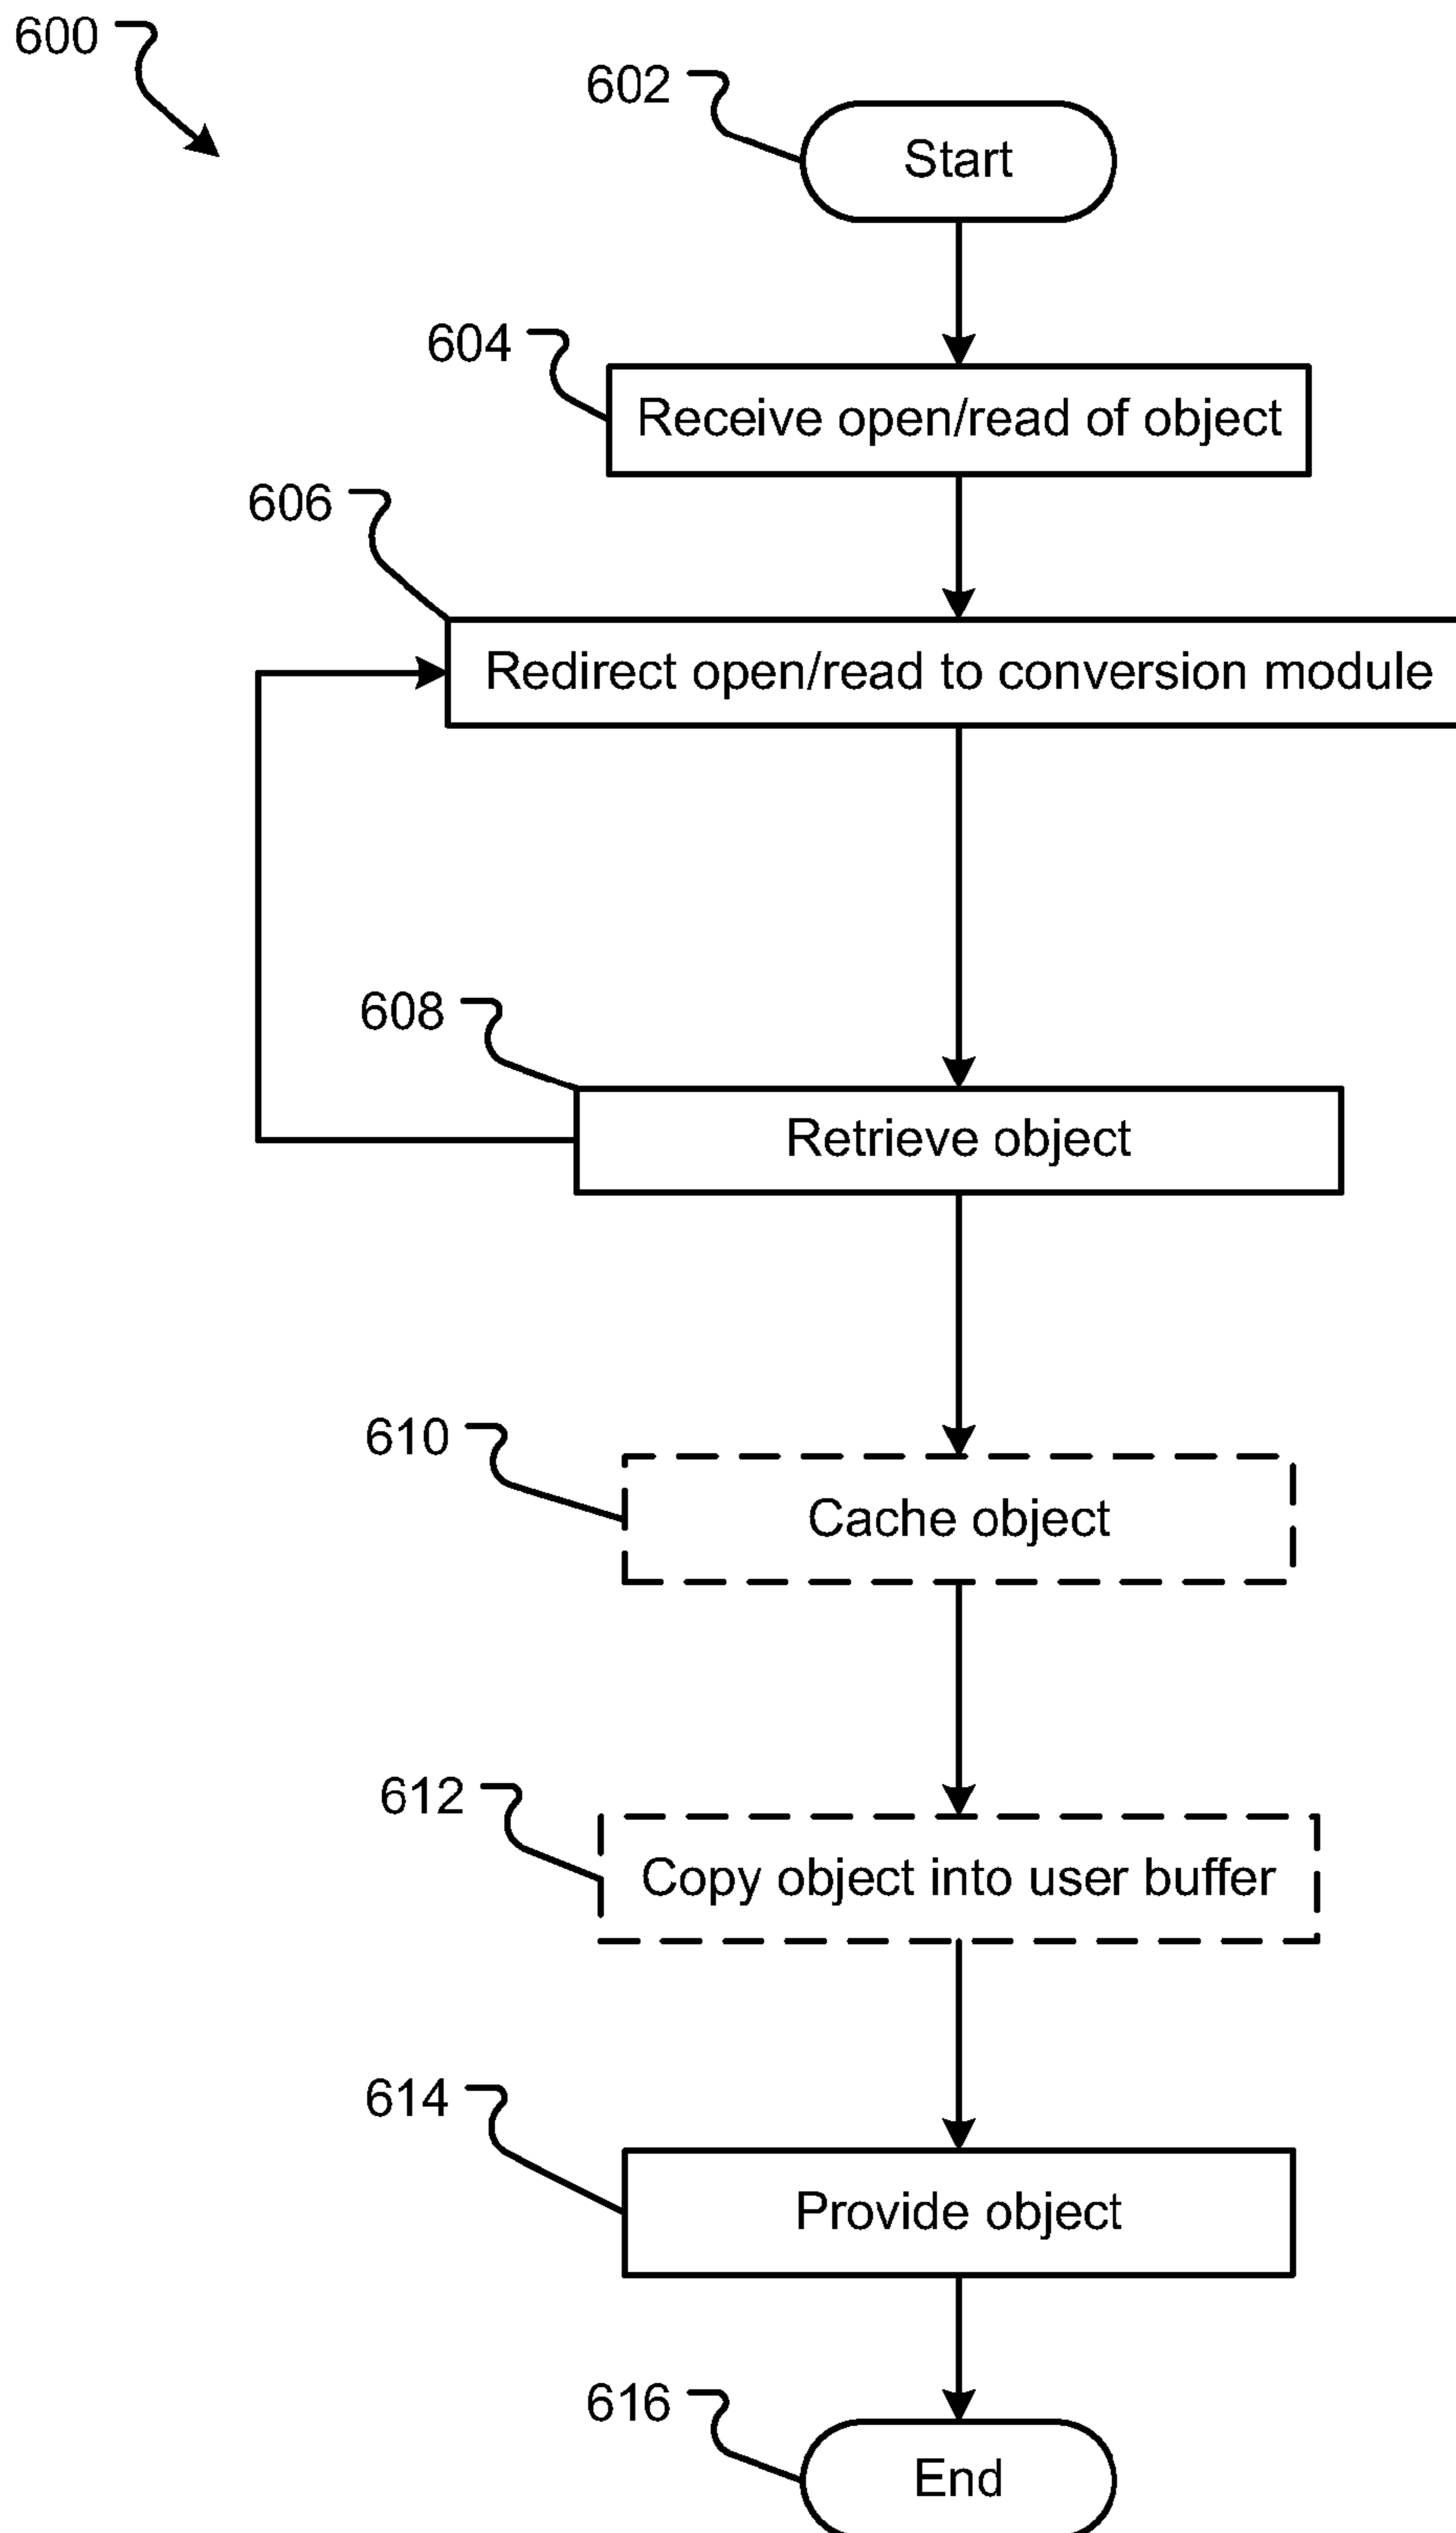 600
602
Start
604
Receive open/read of object
606
Redirect open/read to conversion module
608
Retrieve object
610
Cache object
612
Copy object into user buffer
614
Provide object
616
End